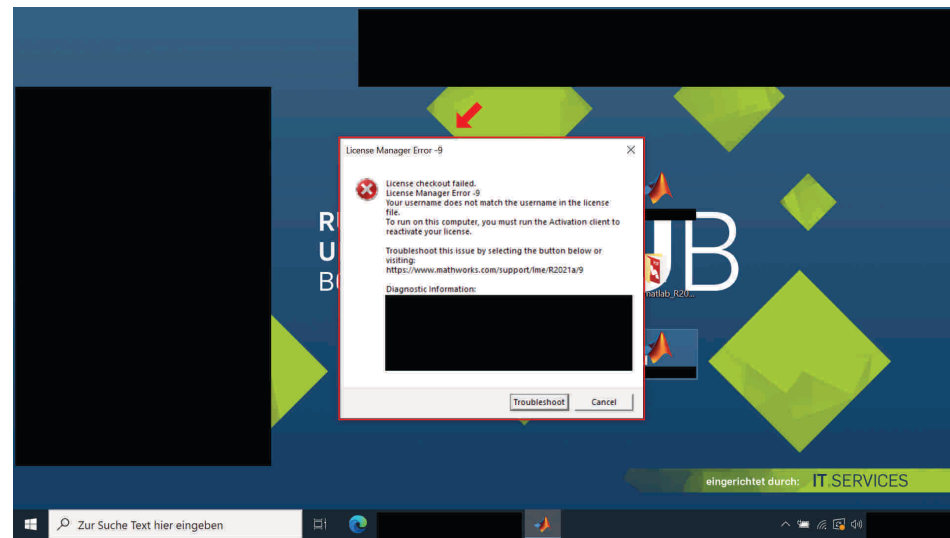 License Manager Error -9
License checkout failed.
License Manager Error -9
Your username does not match the username in the license
file.
To run on this computer, you must run the Activation client to
reactivate your license.
Troubleshoot this issue by selecting the button below or
visiting:
https://www.mathworks.com/support/lme/R2021a/9
Diagnostic Information:
Troubleshoot
Cancel
R
U
B
UB
matlab_R20...
eingerichtet durch: IT.SERVICES
Zur Suche Text hier eingeben